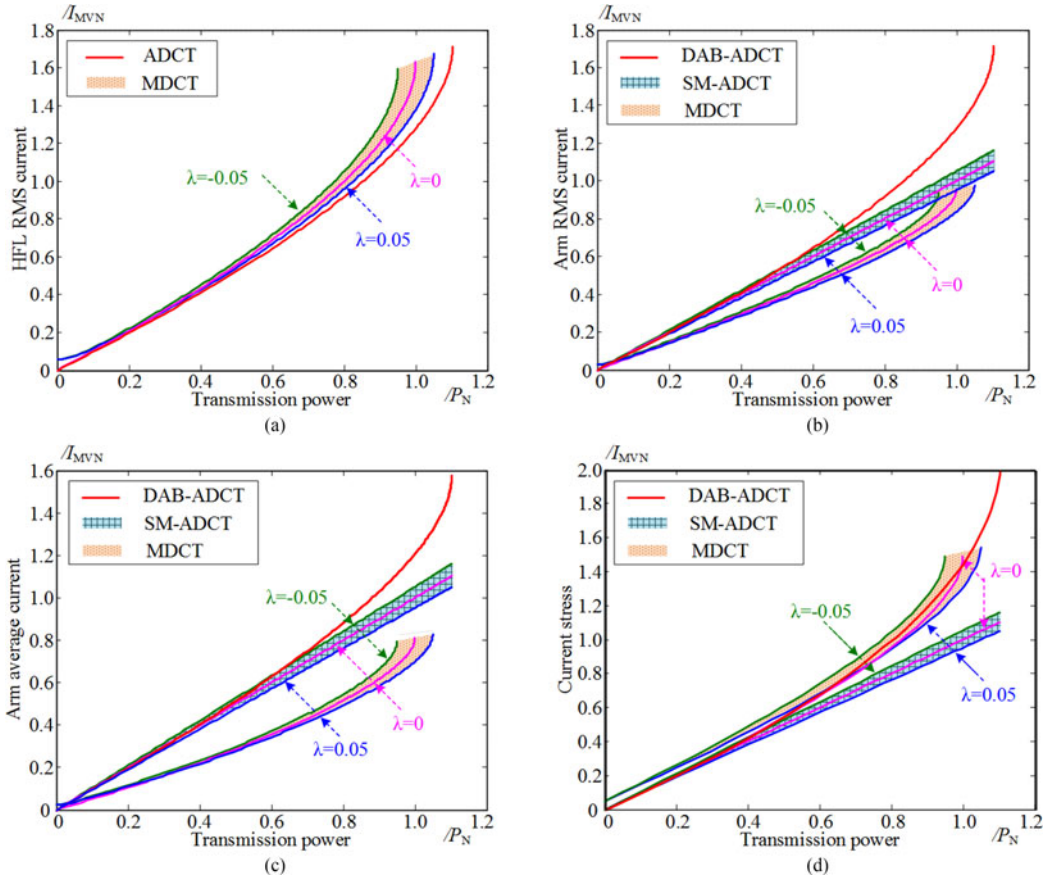 /I_MVN
HFL RMS current
1.8
1.6
1.4
1.2
1.0
0.8
0.6
0.4
0.2
0
ADCT
MDCT
λ=-0.05
λ=0
λ=0.05
0 0.2 0.4 0.6 0.8 1.0 1.2
Transmission power
/P_N
(a)
/I_MVN
Arm RMS current
1.8
1.6
1.4
1.2
1.0
0.8
0.6
0.4
0.2
0
DAB-ADCT
SM-ADCT
MDCT
λ=-0.05
λ=0
λ=0.05
0 0.2 0.4 0.6 0.8 1.0 1.2
Transmission power
/P_N
(b)
/I_MVN
Arm average current
1.6
1.4
1.2
1.0
0.8
0.6
0.4
0.2
0
DAB-ADCT
SM-ADCT
MDCT
λ=-0.05
λ=0
λ=0.05
0 0.2 0.4 0.6 0.8 1.0 1.2
Transmission power
/P_N
(c)
/I_MVN
Current stress
2.0
1.8
1.6
1.4
1.2
1.0
0.8
0.6
0.4
0.2
0
DAB-ADCT
SM-ADCT
MDCT
λ=0
λ=-0.05
λ=0.05
0 0.2 0.4 0.6 0.8 1.0 1.2
Transmission power
/P_N
(d)